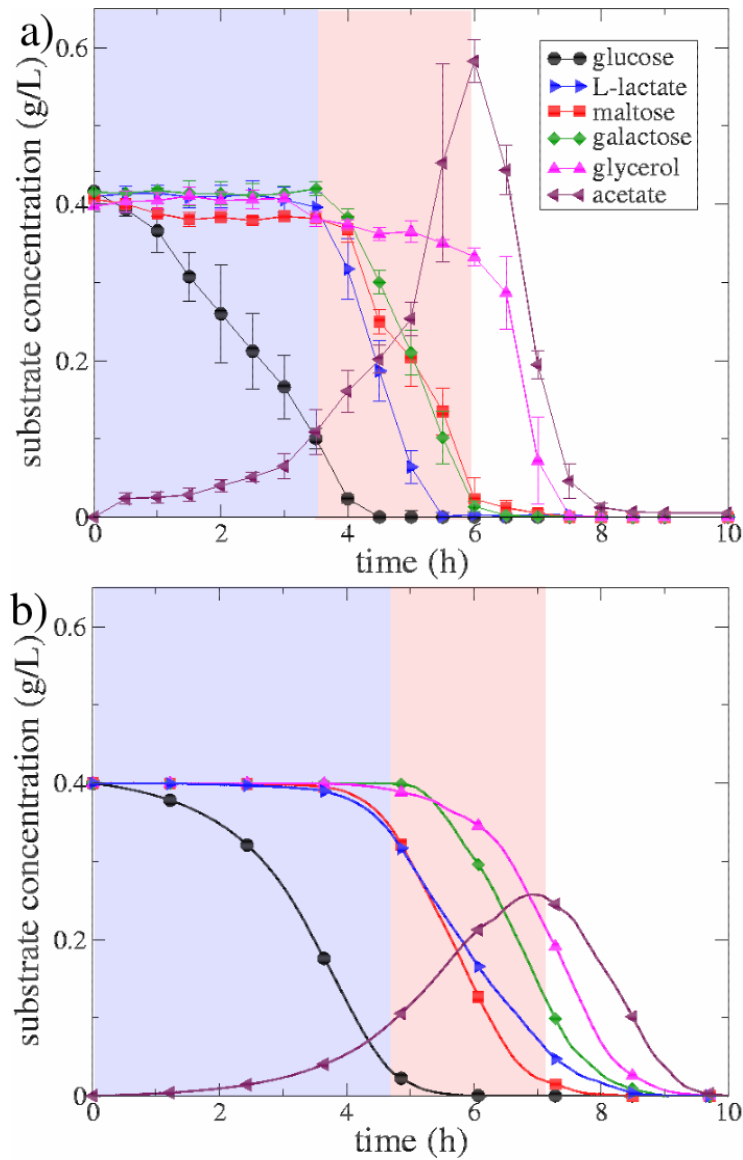 a)
0.6
0.4
0.2
0
substrate concentration (g/L)
glucose
L-lactate
maltose
galactose
glycerol
acetate
0 2 4 6 8 10
time (h)
b)
0.6
0.4
0.2
0
substrate concentration (g/L)
0 2 4 6 8 10
time (h)